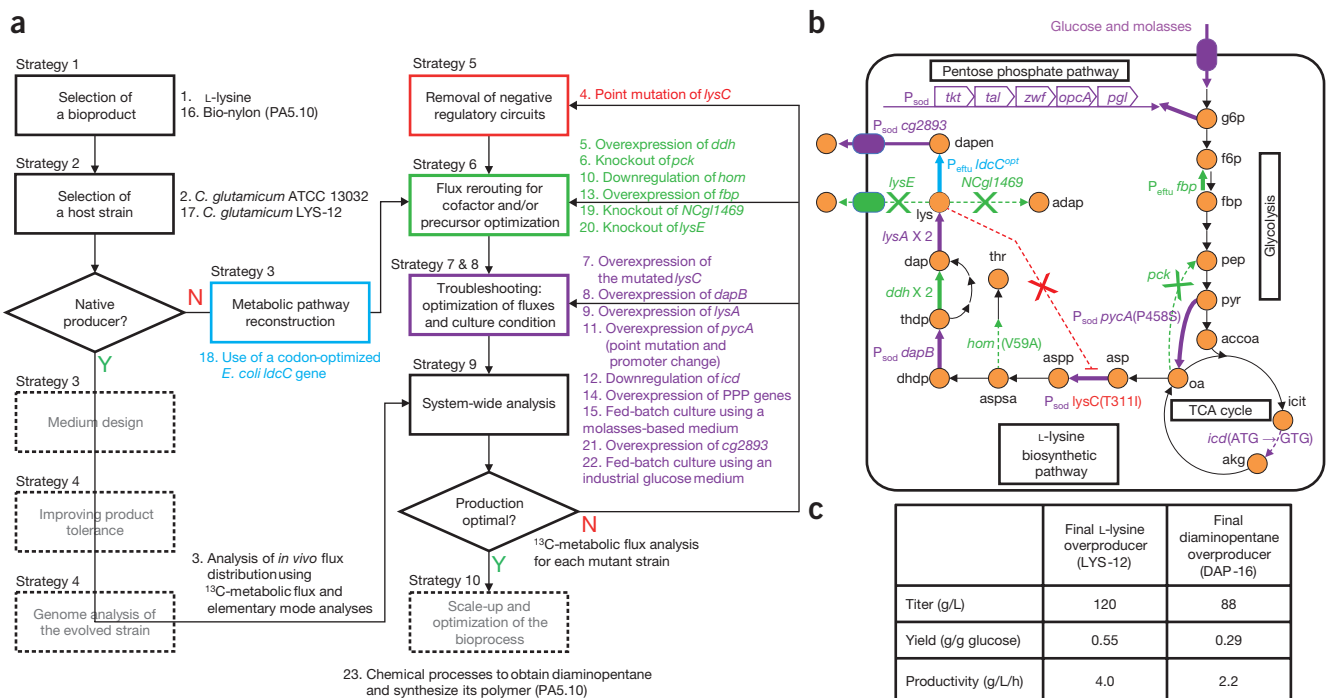 a
Strategy 1
Selection of
a bioproduct
1. L-lysine
16. Bio-nylon (PA5.10)
Strategy 2
Selection of
a host strain
2. C. glutamicum ATCC 13032
17. C. glutamicum LYS-12
Native
producer?
N
Y
Strategy 3
Metabolic pathway
reconstruction
18. Use of a codon-optimized
E. coli ldcC gene
Strategy 3
Medium design
Strategy 4
Improving product
tolerance
Strategy 4
Genome analysis of
the evolved strain
3. Analysis of in vivo flux
distribution using
13C-metabolic flux and
elementary mode analyses
Strategy 5
Removal of negative
regulatory circuits
4. Point mutation of lysC
Strategy 6
Flux rerouting for
cofactor and/or
precursor optimization
5. Overexpression of ddh
6. Knockout of pck
10. Downregulation of hom
13. Overexpression of fbp
19. Knockout of NCgl1469
20. Knockout of lysE
Strategy 7 & 8
Troubleshooting:
optimization of fluxes
and culture condition
7. Overexpression of
the mutated lysC
8. Overexpression of dapB
9. Overexpression of lysA
11. Overexpression of pycA
(point mutation and
promoter change)
12. Downregulation of icd
14. Overexpression of PPP genes
15. Fed-batch culture using a
molasses-based medium
21. Overexpression of cg2893
22. Fed-batch culture using an
industrial glucose medium
Strategy 9
System-wide analysis
Production
optimal?
N
Y
13C-metabolic flux analysis
for each mutant strain
Strategy 10
Scale-up and
optimization of the
bioprocess
23. Chemical processes to obtain diaminopentane
and synthesize its polymer (PA5.10)
b
Glucose and molasses
Pentose phosphate pathway
Psod tkt tal zwf opcA pgl
g6p
Psod cg2893
dapen
f6p
Peftu ldcCopt
Peftu fbp
lysE
NCgl1469
fbp
lys
adap
Glycolysis
lysA X 2
dap
thr
pep
pck
ddh X 2
pyr
thdp
Psod pycA(P458S)
hom (V59A)
accoa
Psod dapB
aspp
asp
dhdp
aspsa
oa
Psod lysC(T311I)
icit
TCA cycle
L-lysine
biosynthetic
pathway
icd(ATG → GTG)
akg
c
Final L-lysine
overproducer
(LYS-12)
Final
diaminopentane
overproducer
(DAP-16)
Titer (g/L) 120 88
Yield (g/g glucose) 0.55 0.29
Productivity (g/L/h) 4.0 2.2